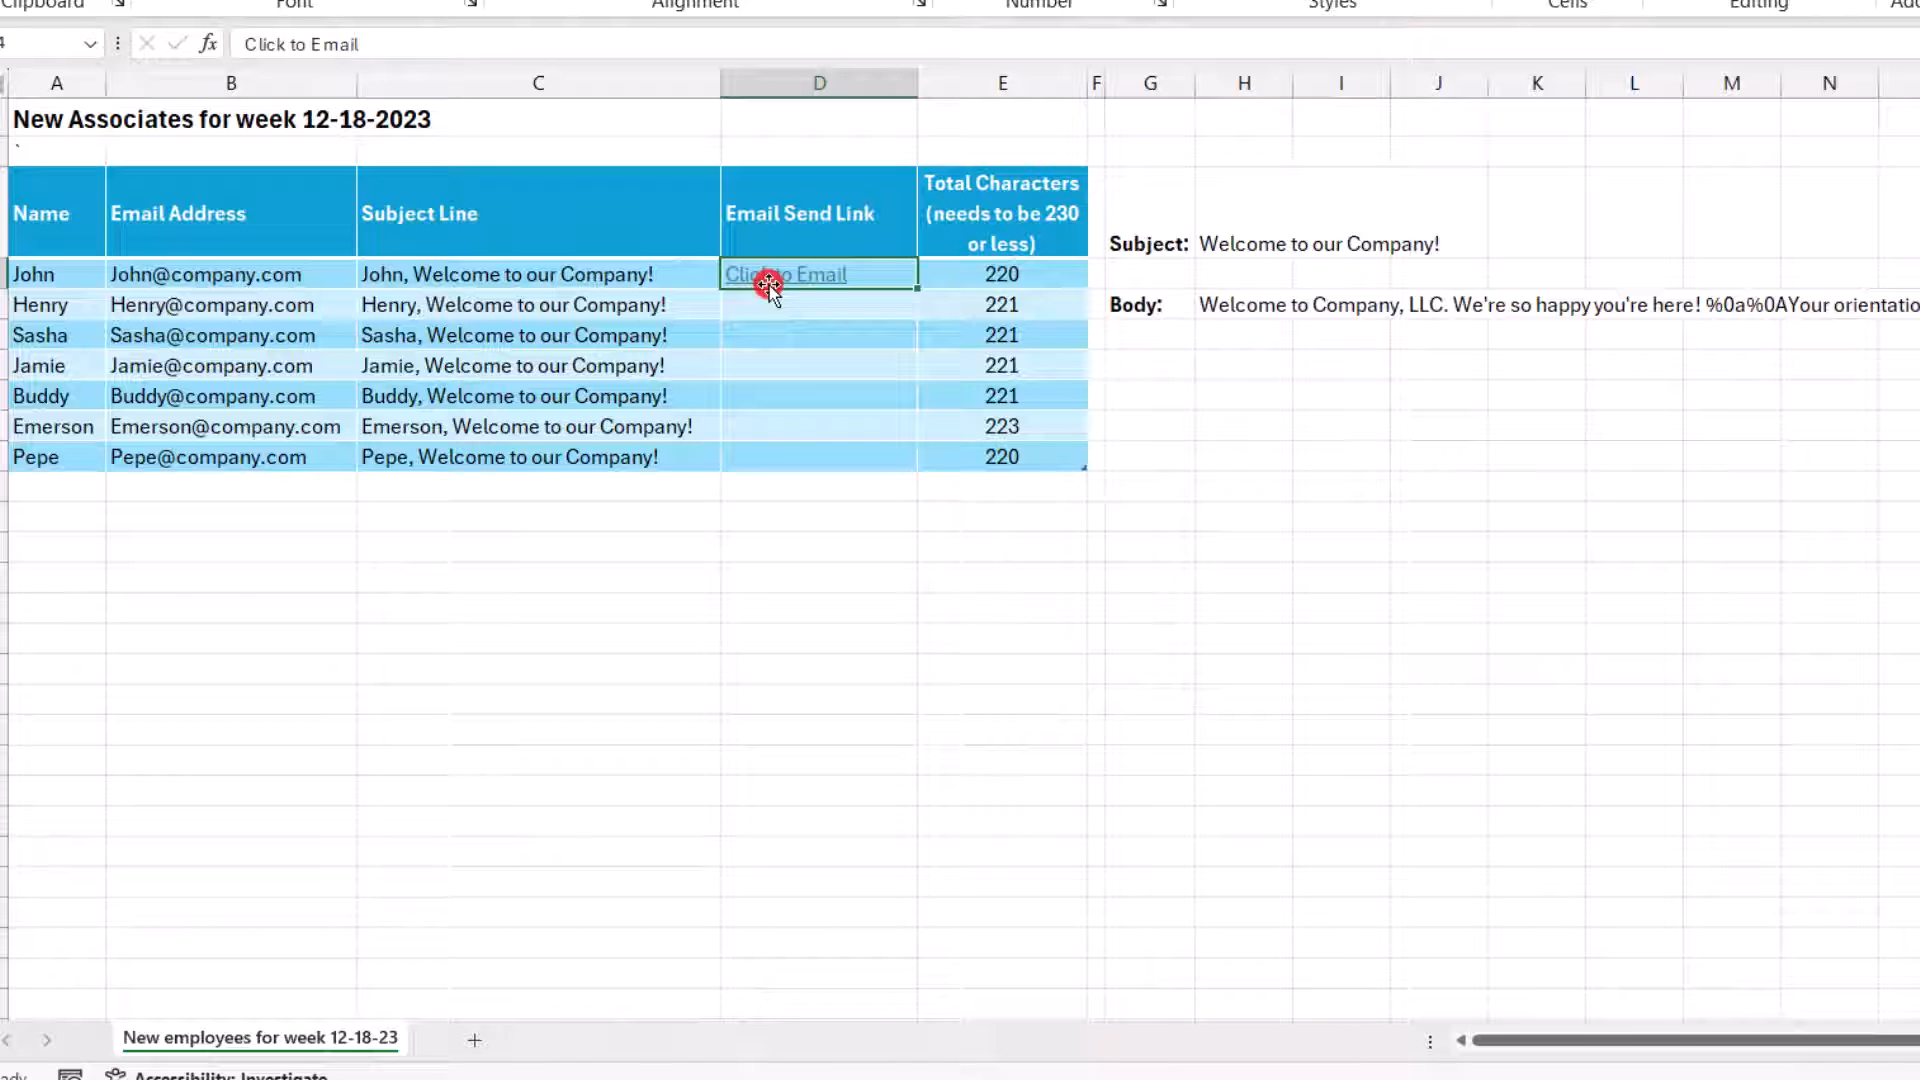 Clipboard Font Alignment Number Styles Cells Editing
4 fx Click to Email
A B C D E F G H I J K L M N
New Associates for week 12-18-2023
`
Name Email Address Subject Line Email Send Link Total Characters
(needs to be 230
or less)
Subject: Welcome to our Company!
John John@company.com John, Welcome to our Company! Click to Email 220
Henry Henry@company.com Henry, Welcome to our Company! 221 Body: Welcome to Company, LLC. We're so happy you're here! %0a%0AYour orientatio
Sasha Sasha@company.com Sasha, Welcome to our Company! 221
Jamie Jamie@company.com Jamie, Welcome to our Company! 221
Buddy Buddy@company.com Buddy, Welcome to our Company! 221
Emerson Emerson@company.com Emerson, Welcome to our Company! 223
Pepe Pepe@company.com Pepe, Welcome to our Company! 220
New employees for week 12-18-23
Accessibility: Investigate